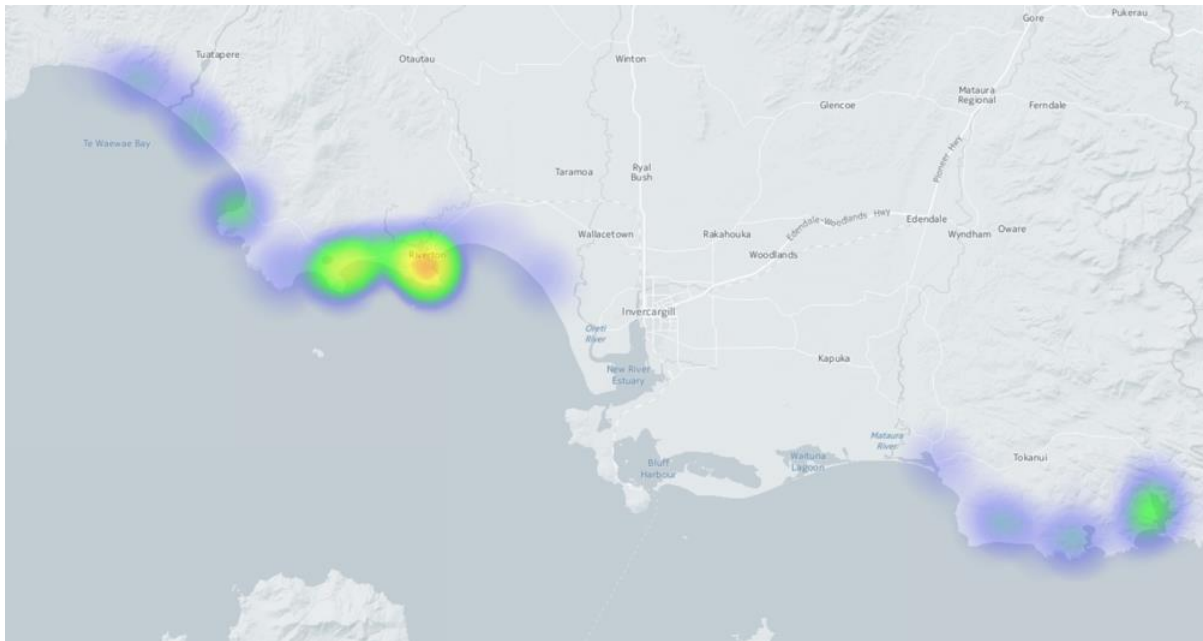 Gore
Pukerau
Tuatapere
Otautau
Winton
Mataura
Regional
Glencoe
Ferndale
Te Waewae Bay
Pioneer Hwy
Taramoa
Ryal
Bush
Edendale-Woodlands Hwy
Edendale
Wallacetown
Rakahouka
Wyndham
Oware
Riverton
Woodlands
Invercargill
Oreti
River
Kapuka
New River
Estuary
Mataura
River
Bluff
Harbour
Waituna
Lagoon
Tokanui